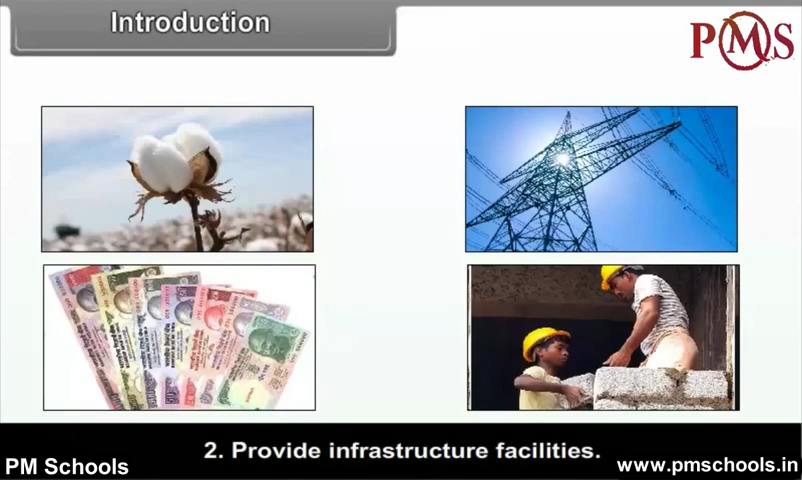 Introduction
PMS
2. Provide infrastructure facilities.
PM Schools
www.pmschools.in